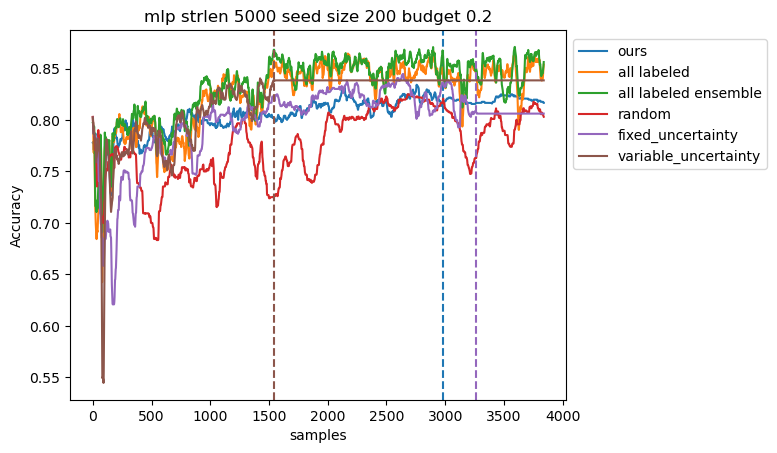 mlp strlen 5000 seed size 200 budget 0.2
ours
all labeled
all labeled ensemble
random
fixed_uncertainty
variable_uncertainty
Accuracy
0.85
0.80
0.75
0.70
0.65
0.60
0.55
0 500 1000 1500 2000 2500 3000 3500 4000
samples